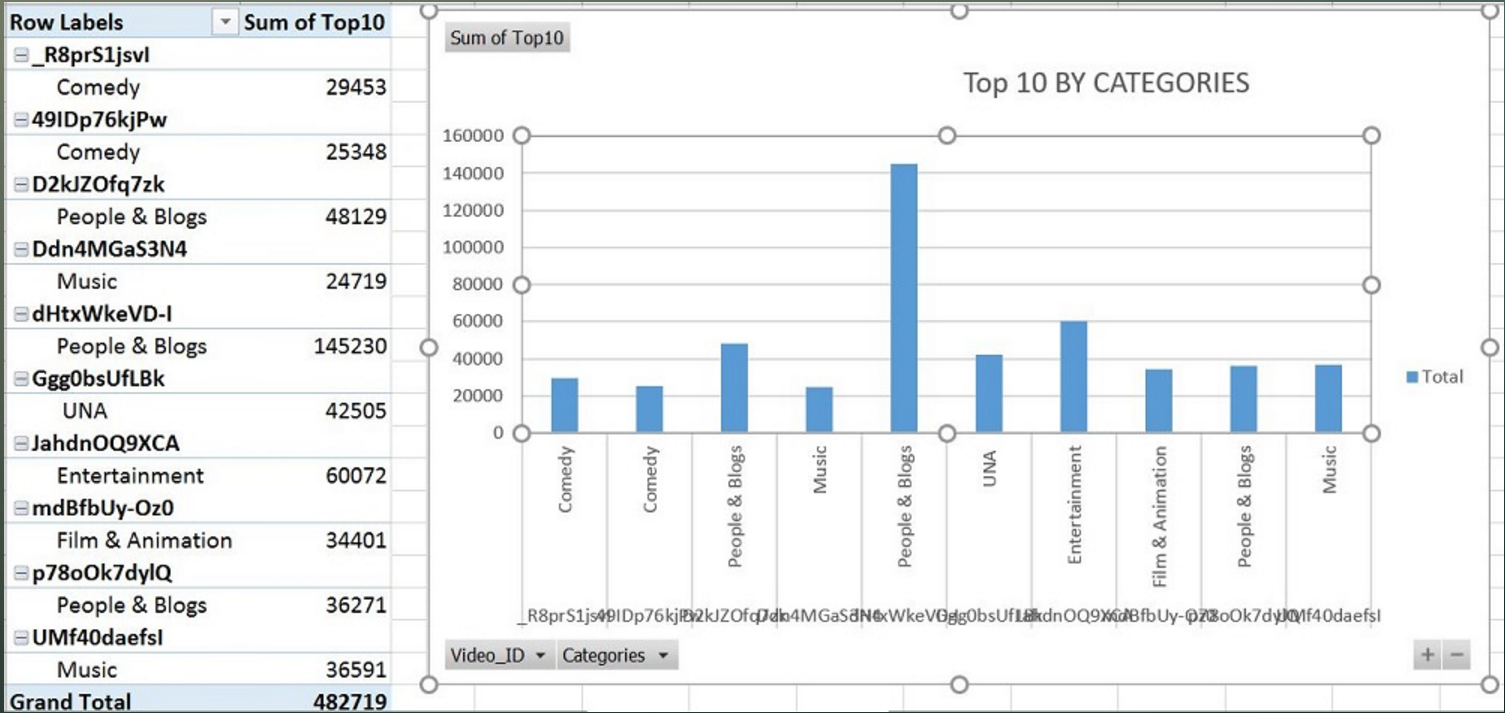 Row Labels Sum of Top10
_R8prS1jsvI
Comedy 29453
49IDp76kjPw
Comedy 25348
D2kJZOfq7zk
People & Blogs 48129
Ddn4MGaS3N4
Music 24719
dHtxWkeVD-I
People & Blogs 145230
Ggg0bsUfLBk
UNA 42505
JahdnOQ9XCA
Entertainment 60072
mdBfbUy-Oz0
Film & Animation 34401
p78oOk7dylQ
People & Blogs 36271
UMf40daefsI
Music 36591
Grand Total 482719
Sum of Top10
Top 10 BY CATEGORIES
160000
140000
120000
100000
80000
60000
40000
20000
0
Comedy
Comedy
People & Blogs
Music
People & Blogs
UNA
Entertainment
Film & Animation
People & Blogs
Music
Total
Video_ID Categories